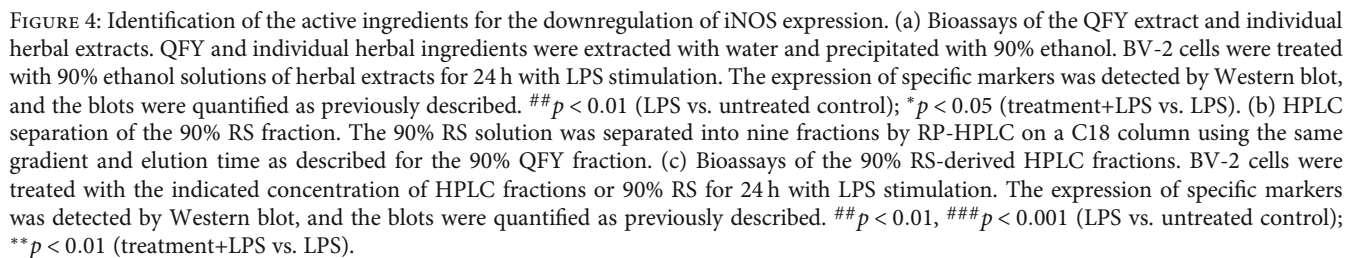 FIGURE 4: Identification of the active ingredients for the downregulation of iNOS expression. (a) Bioassays of the QFY extract and individual
herbal extracts. QFY and individual herbal ingredients were extracted with water and precipitated with 90% ethanol. BV-2 cells were treated
with 90% ethanol solutions of herbal extracts for 24 h with LPS stimulation. The expression of specific markers was detected by Western blot,
and the blots were quantified as previously described. ##p < 0.01 (LPS vs. untreated control); *p < 0.05 (treatment+LPS vs. LPS). (b) HPLC
separation of the 90% RS fraction. The 90% RS solution was separated into nine fractions by RP-HPLC on a C18 column using the same
gradient and elution time as described for the 90% QFY fraction. (c) Bioassays of the 90% RS-derived HPLC fractions. BV-2 cells were
treated with the indicated concentration of HPLC fractions or 90% RS for 24 h with LPS stimulation. The expression of specific markers
was detected by Western blot, and the blots were quantified as previously described. ##p < 0.01, ###p < 0.001 (LPS vs. untreated control);
**p < 0.01 (treatment+LPS vs. LPS).